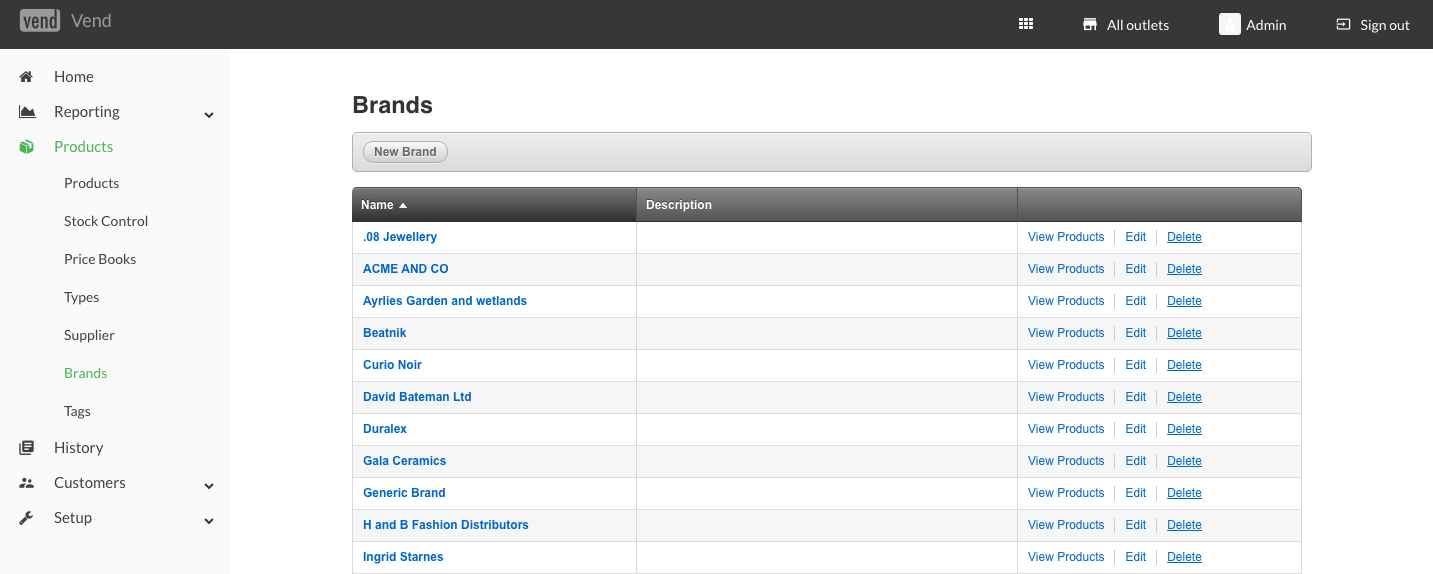 vend Vend
All outlets
Admin
Sign out
Home
Reporting
Products
Products
Stock Control
Price Books
Types
Supplier
Brands
Tags
History
Customers
Setup
Brands
New Brand
Name Description
.08 Jewellery View Products Edit Delete
ACME AND CO View Products Edit Delete
Ayrlies Garden and wetlands View Products Edit Delete
Beatnik View Products Edit Delete
Curio Noir View Products Edit Delete
David Bateman Ltd View Products Edit Delete
Duralex View Products Edit Delete
Gala Ceramics View Products Edit Delete
Generic Brand View Products Edit Delete
H and B Fashion Distributors View Products Edit Delete
Ingrid Starnes View Products Edit Delete